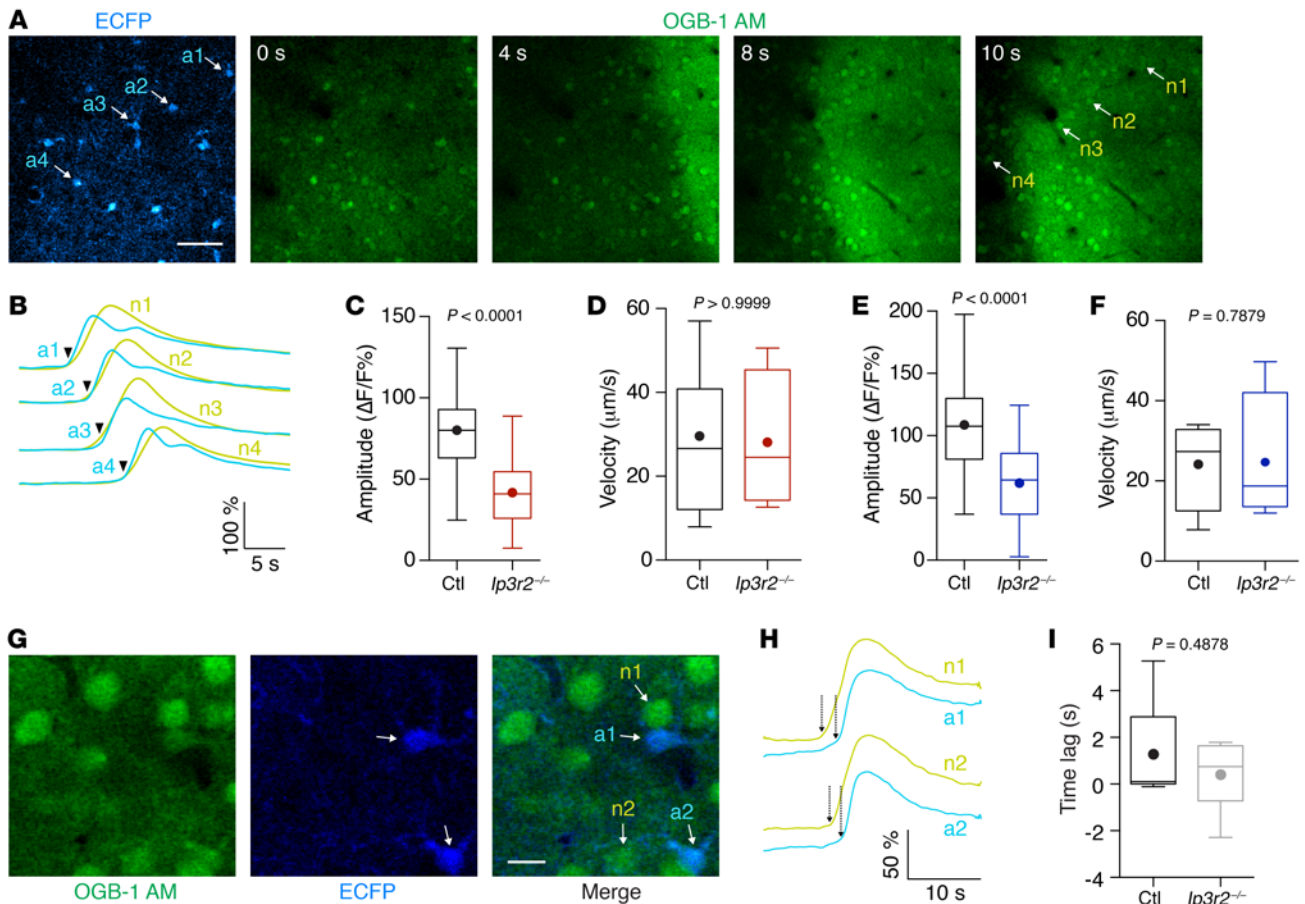 A
ECFP
OGB-1 AM
a1
a2
a3
a4
0 s
4 s
8 s
10 s
n1
n2
n3
n4
B
n1
a1
n2
a2
n3
a3
n4
a4
100 %
5 s
C
P < 0.0001
Amplitude (ΔF/F%)
150
100
50
0
Ctl
Ip3r2⁻/⁻
D
P > 0.9999
Velocity (μm/s)
60
40
20
0
Ctl
Ip3r2⁻/⁻
E
P < 0.0001
Amplitude (ΔF/F%)
200
150
100
50
0
Ctl
Ip3r2⁻/⁻
F
P = 0.7879
Velocity (μm/s)
60
40
20
0
Ctl
Ip3r2⁻/⁻
G
n1
a1
n2
a2
OGB-1 AM
ECFP
Merge
H
n1
a1
n2
a2
50 %
10 s
I
P = 0.4878
Time lag (s)
6
4
2
0
-2
-4
Ctl
Ip3r2⁻/⁻